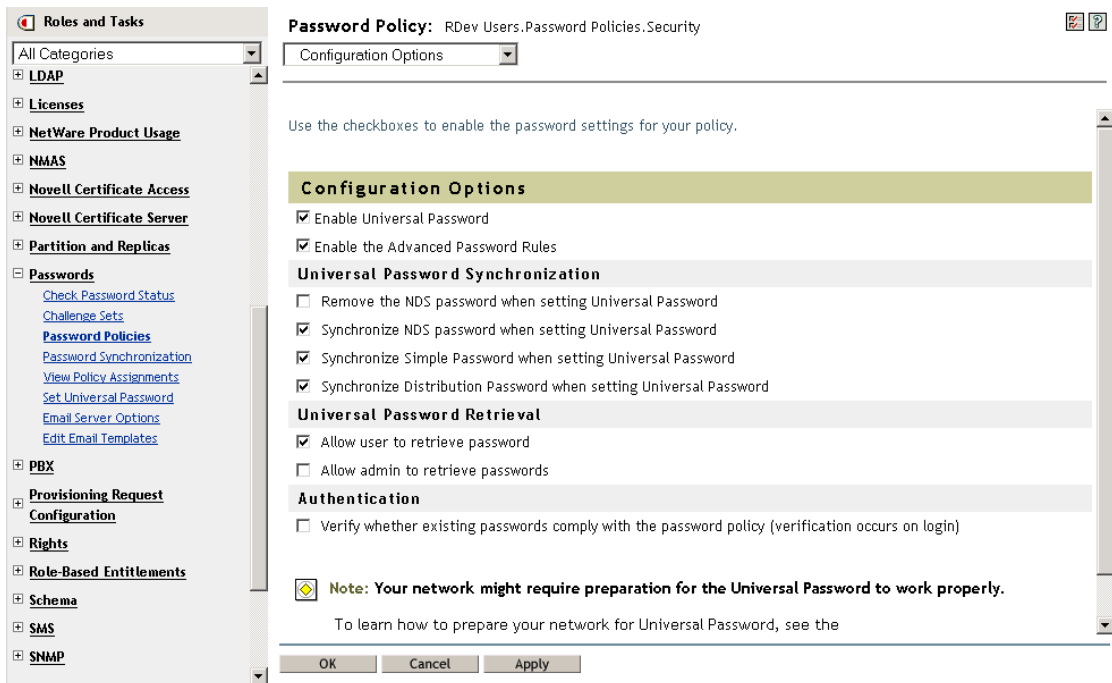 Roles and Tasks
All Categories
LDAP
Licenses
NetWare Product Usage
NMAS
Novell Certificate Access
Novell Certificate Server
Partition and Replicas
Passwords
Check Password Status
Challenge Sets
Password Policies
Password Synchronization
View Policy Assignments
Set Universal Password
Email Server Options
Edit Email Templates
PBX
Provisioning Request
Configuration
Rights
Role-Based Entitlements
Schema
SMS
SNMP
Password Policy: RDev Users.Password Policies.Security
Configuration Options
Use the checkboxes to enable the password settings for your policy.
Configuration Options
Enable Universal Password
Enable the Advanced Password Rules
Universal Password Synchronization
Remove the NDS password when setting Universal Password
Synchronize NDS password when setting Universal Password
Synchronize Simple Password when setting Universal Password
Synchronize Distribution Password when setting Universal Password
Universal Password Retrieval
Allow user to retrieve password
Allow admin to retrieve passwords
Authentication
Verify whether existing passwords comply with the password policy (verification occurs on login)
Note: Your network might require preparation for the Universal Password to work properly.
To learn how to prepare your network for Universal Password, see the
OK Cancel Apply